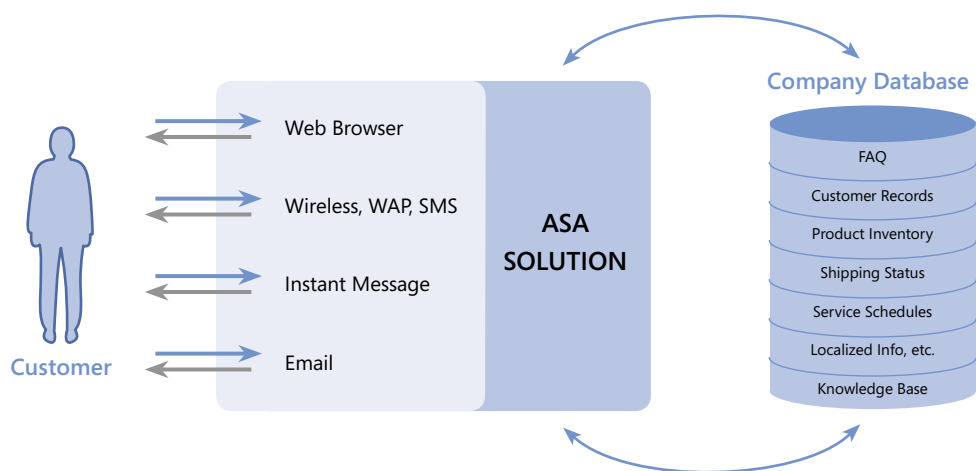 Customer
Web Browser
Wireless, WAP, SMS
Instant Message
Email
ASA
SOLUTION
Company Database
FAQ
Customer Records
Product Inventory
Shipping Status
Service Schedules
Localized Info, etc.
Knowledge Base